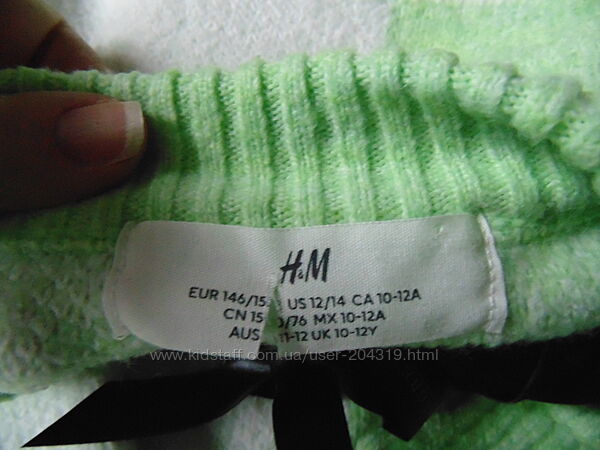 H&M
EUR 146/15 US 12/14 CA 10-12A
CN 15 /76 MX 10-12A
AUS 11-12 UK 10-12Y
www.kidstaff.com.ua/user-204319.html